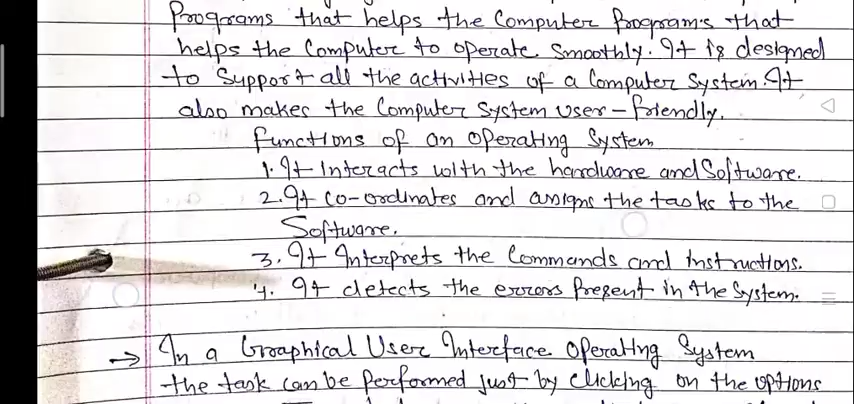 Programs that helps the Computer Programs that
helps the Computer to operate smoothly. It is designed
to Support all the activities of a Computer System. It
also makes the Computer System user-friendly.
functions of an Operating System
1. It Interacts with the hardware and Software.
2. It co-ordinates and assigns the tasks to the
Software.
3. It Interprets the Commands and Instructions.
4. It detects the errors present in the System.
→ In a Graphical User Interface Operating System
the task can be performed just by clicking on the options